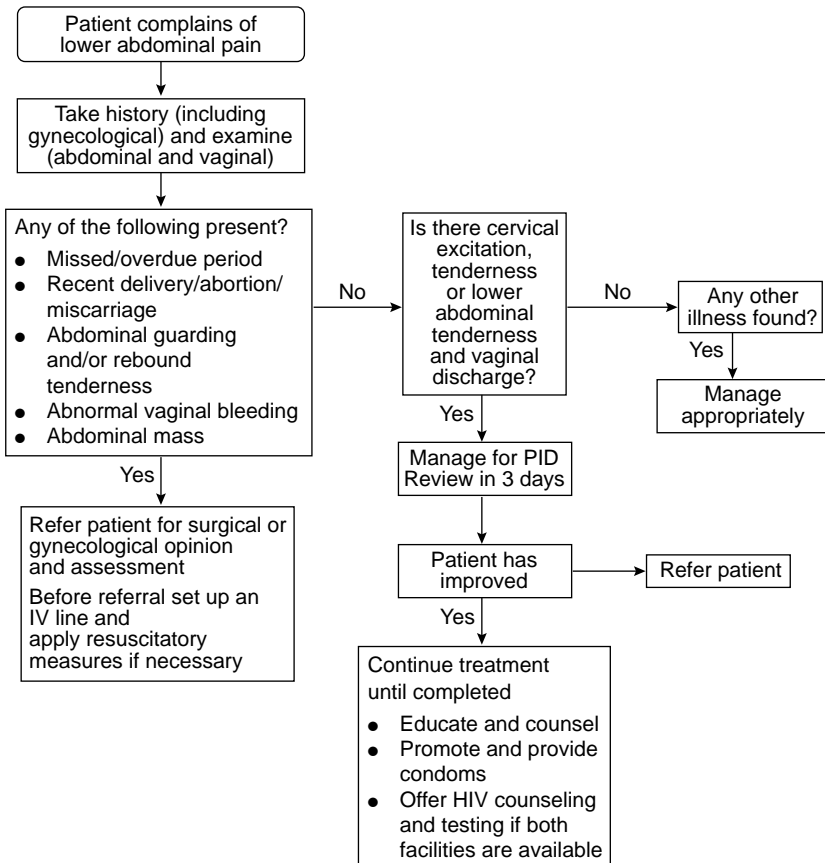 Patient complains of
lower abdominal pain
Take history (including
gynecological) and examine
(abdominal and vaginal)
Any of the following present?
● Missed/overdue period
● Recent delivery/abortion/
miscarriage
● Abdominal guarding
and/or rebound
tenderness
● Abnormal vaginal bleeding
● Abdominal mass
No
Is there cervical
excitation,
tenderness
or lower
abdominal
tenderness
and vaginal
discharge?
No
Any other
illness found?
Yes
Manage
appropriately
Yes
Refer patient for surgical or
gynecological opinion
and assessment
Before referral set up an
IV line and
apply resuscitatory
measures if necessary
Yes
Manage for PID
Review in 3 days
Patient has
improved
Refer patient
Yes
Continue treatment
until completed
● Educate and counsel
● Promote and provide
condoms
● Offer HIV counseling
and testing if both
facilities are available